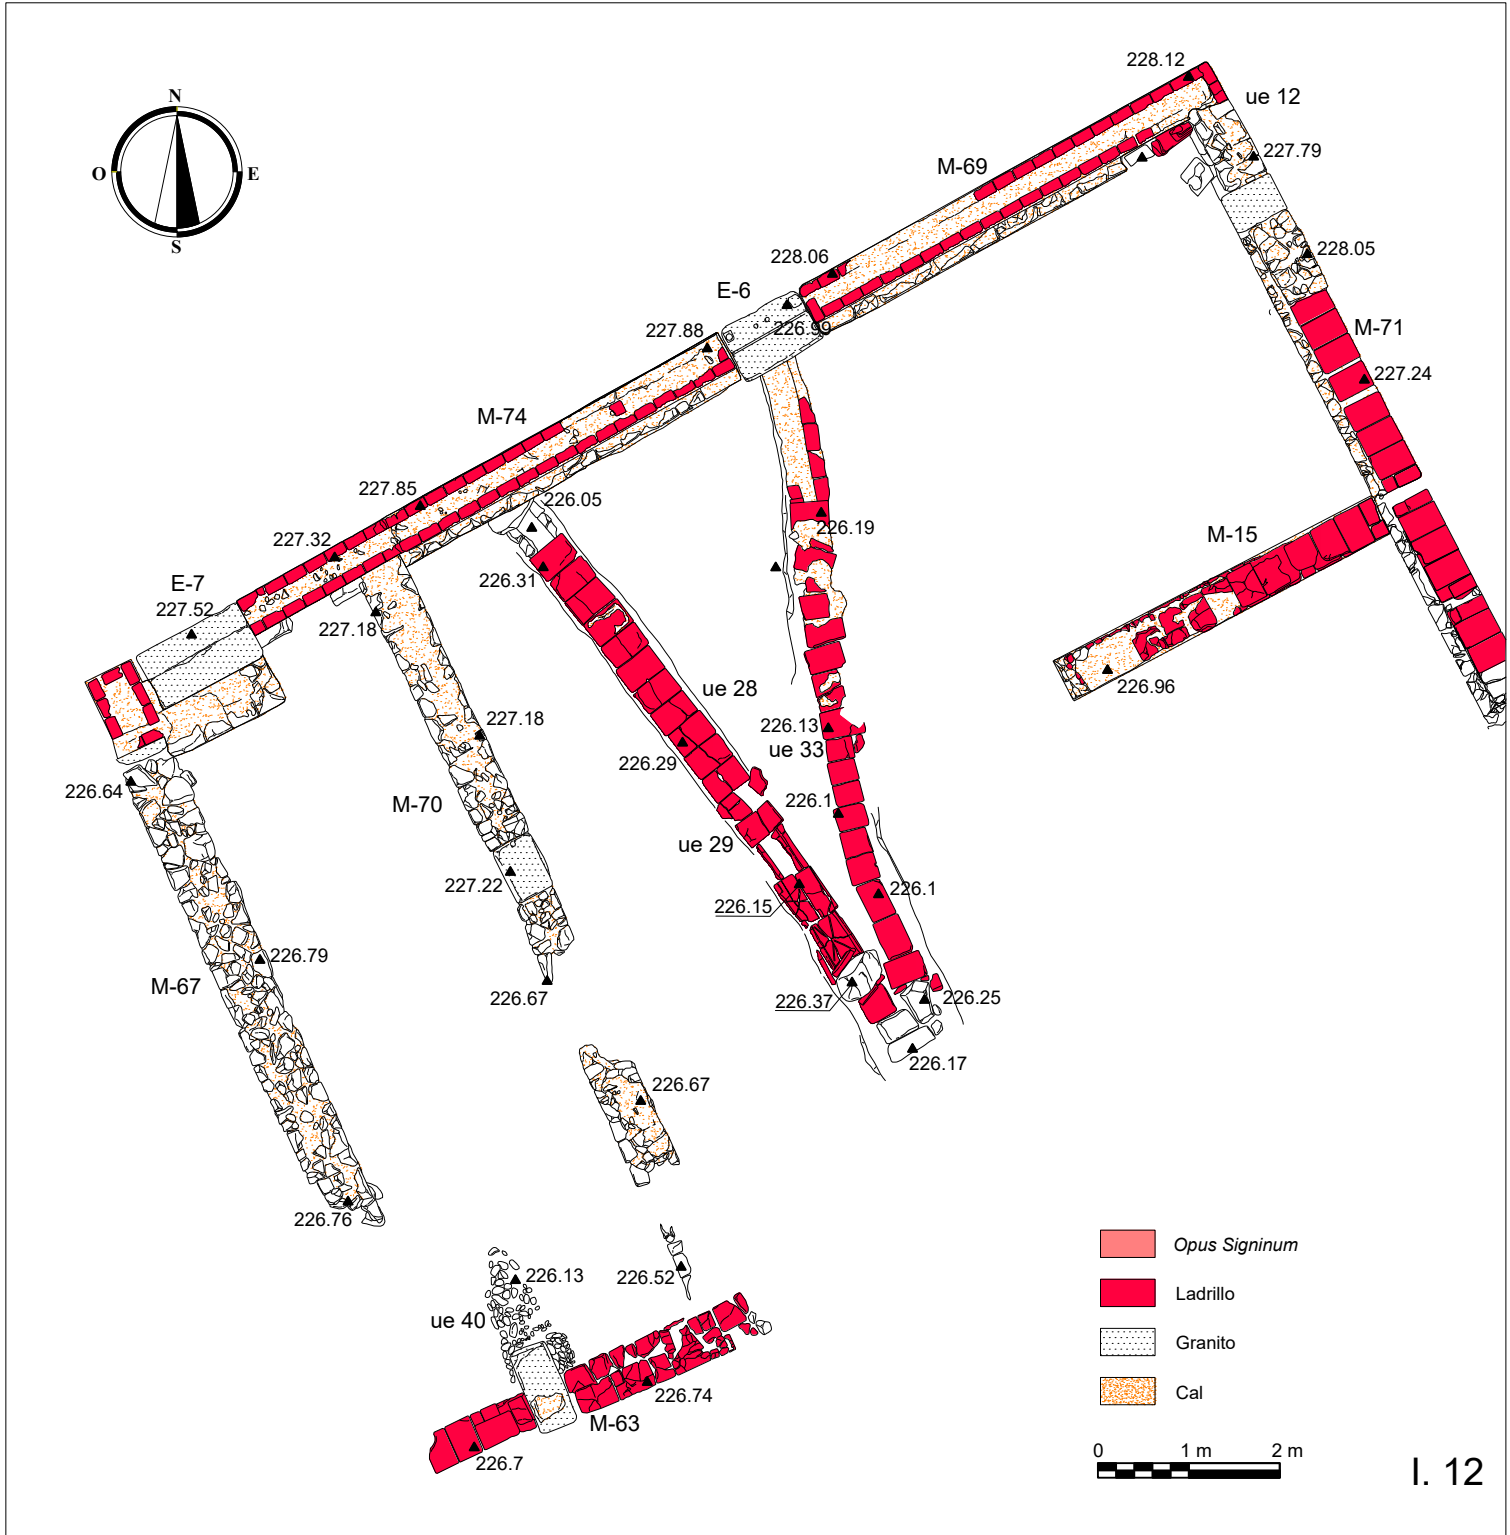 228.12
ue 12
N
O
E
S
227.79
M-69
228.05
228.06
E-6
226.99
227.88
M-71
227.24
M-74
227.85
226.05
226.19
227.32
M-15
E-7
226.31
227.52
227.18
226.96
ue 28
227.18
226.13
ue 33
226.29
226.64
M-70
226.1
ue 29
227.22
226.1
226.15
226.79
M-67
226.67
226.37
226.25
226.17
226.67
226.76
226.13
226.52
ue 40
226.74
M-63
226.7
Opus Signinum
Ladrillo
Granito
Cal
0 1 m 2 m
I. 12